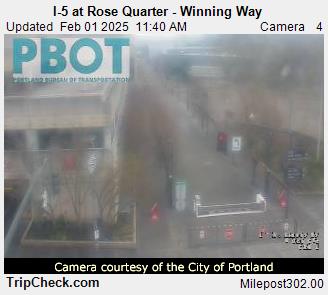 I-5 at Rose Quarter - Winning Way
Updated  Feb 01 2025  11:40 AM
Camera  4
PBOT
PORTLAND BUREAU OF TRANSPORTATION
Camera courtesy of the City of Portland
TripCheck.com
Milepost302.00